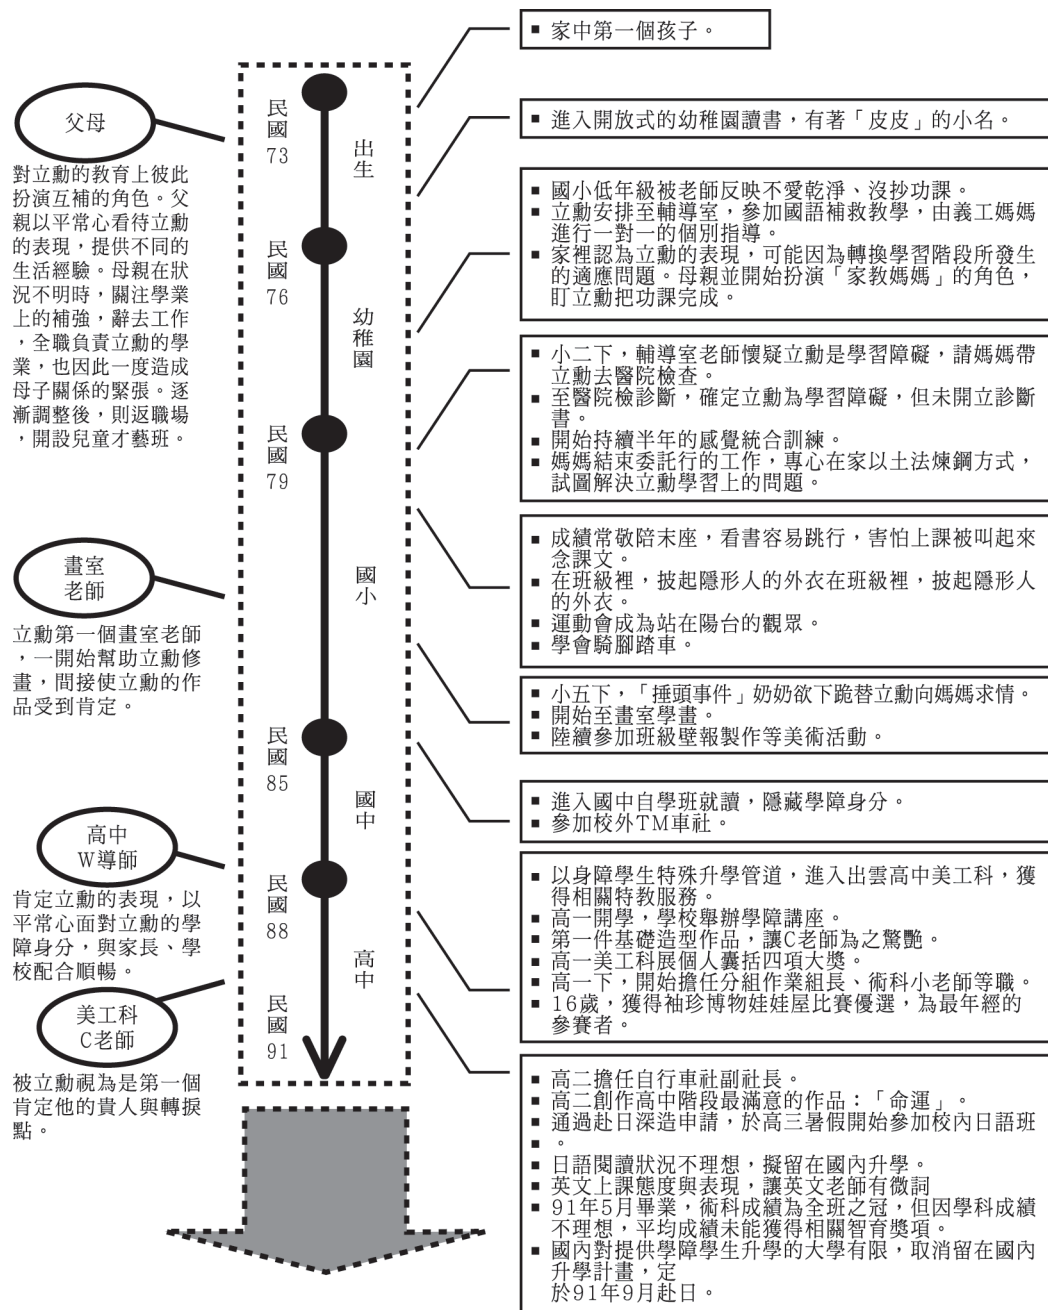 父母
對立勳的教育上彼此
扮演互補的角色。父
親以平常心看待立勳
的表現，提供不同的
生活經驗。母親在狀
況不明時，關注學業
上的補強，辭去工作
，全職負責立勳的學
業，也因此一度造成
母子關係的緊張。逐
漸調整後，則返職場
，開設兒童才藝班。
畫室
老師
立勳第一個畫室老師
，一開始幫助立勳修
畫，間接使立勳的作
品受到肯定。
高中
W導師
肯定立勳的表現，以
平常心面對立勳的學
障身分，與家長、學
校配合順暢。
美工科
C老師
被立勳視為是第一個
肯定他的貴人與轉捩
點。
民國
73
出生
民國
76
幼稚園
民國
79
國小
民國
85
國中
民國
88
高中
民國
91
▪ 家中第一個孩子。
▪ 進入開放式的幼稚園讀書，有著「皮皮」的小名。
▪ 國小低年級被老師反映不愛乾淨、沒抄功課。
▪ 立勳安排至輔導室，參加國語補救教學，由義工媽媽
進行一對一的個別指導。
▪ 家裡認為立勳的表現，可能因為轉換學習階段所發生
的適應問題。母親並開始扮演「家教媽媽」的角色，
盯立勳把功課完成。
▪ 小二下，輔導室老師懷疑立勳是學習障礙，請媽媽帶
立勳去醫院檢查。
▪ 至醫院檢診斷，確定立勳為學習障礙，但未開立診斷
書。
▪ 開始持續半年的感覺統合訓練。
▪ 媽媽結束委託行的工作，專心在家以土法煉鋼方式，
試圖解決立勳學習上的問題。
▪ 成績常敬陪末座，看書容易跳行，害怕上課被叫起來
念課文。
▪ 在班級裡，披起隱形人的外衣在班級裡，披起隱形人
的外衣。
▪ 運動會成為站在陽台的觀眾。
▪ 學會騎腳踏車。
▪ 小五下，「捶頭事件」奶奶欲下跪替立勳向媽媽求情。
▪ 開始至畫室學畫。
▪ 陸續參加班級壁報製作等美術活動。
▪ 進入國中自學班就讀，隱藏學障身分。
▪ 參加校外TM車社。
▪ 以身障學生特殊升學管道，進入出雲高中美工科，獲
得相關特教服務。
▪ 高一開學，學校舉辦學障講座。
▪ 第一件基礎造型作品，讓C老師為之驚艷。
▪ 高一美工科展個人囊括四項大獎。
▪ 高一下，開始擔任分組作業組長、術科小老師等職。
▪ 16歲，獲得袖珍博物娃娃屋比賽優選，為最年經的
參賽者。
▪ 高二擔任自行車社副社長。
▪ 高二創作高中階段最滿意的作品：「命運」。
▪ 通過赴日深造申請，於高三暑假開始參加校內日語班
▪ 。
▪ 日語閱讀狀況不理想，擬留在國內升學。
▪ 英文上課態度與表現，讓英文老師有微詞
▪ 91年5月畢業，術科成績為全班之冠，但因學科成績
不理想，平均成績未能獲得相關智育獎項。
▪ 國內對提供學障學生升學的大學有限，取消留在國內
升學計畫，定
於91年9月赴日。